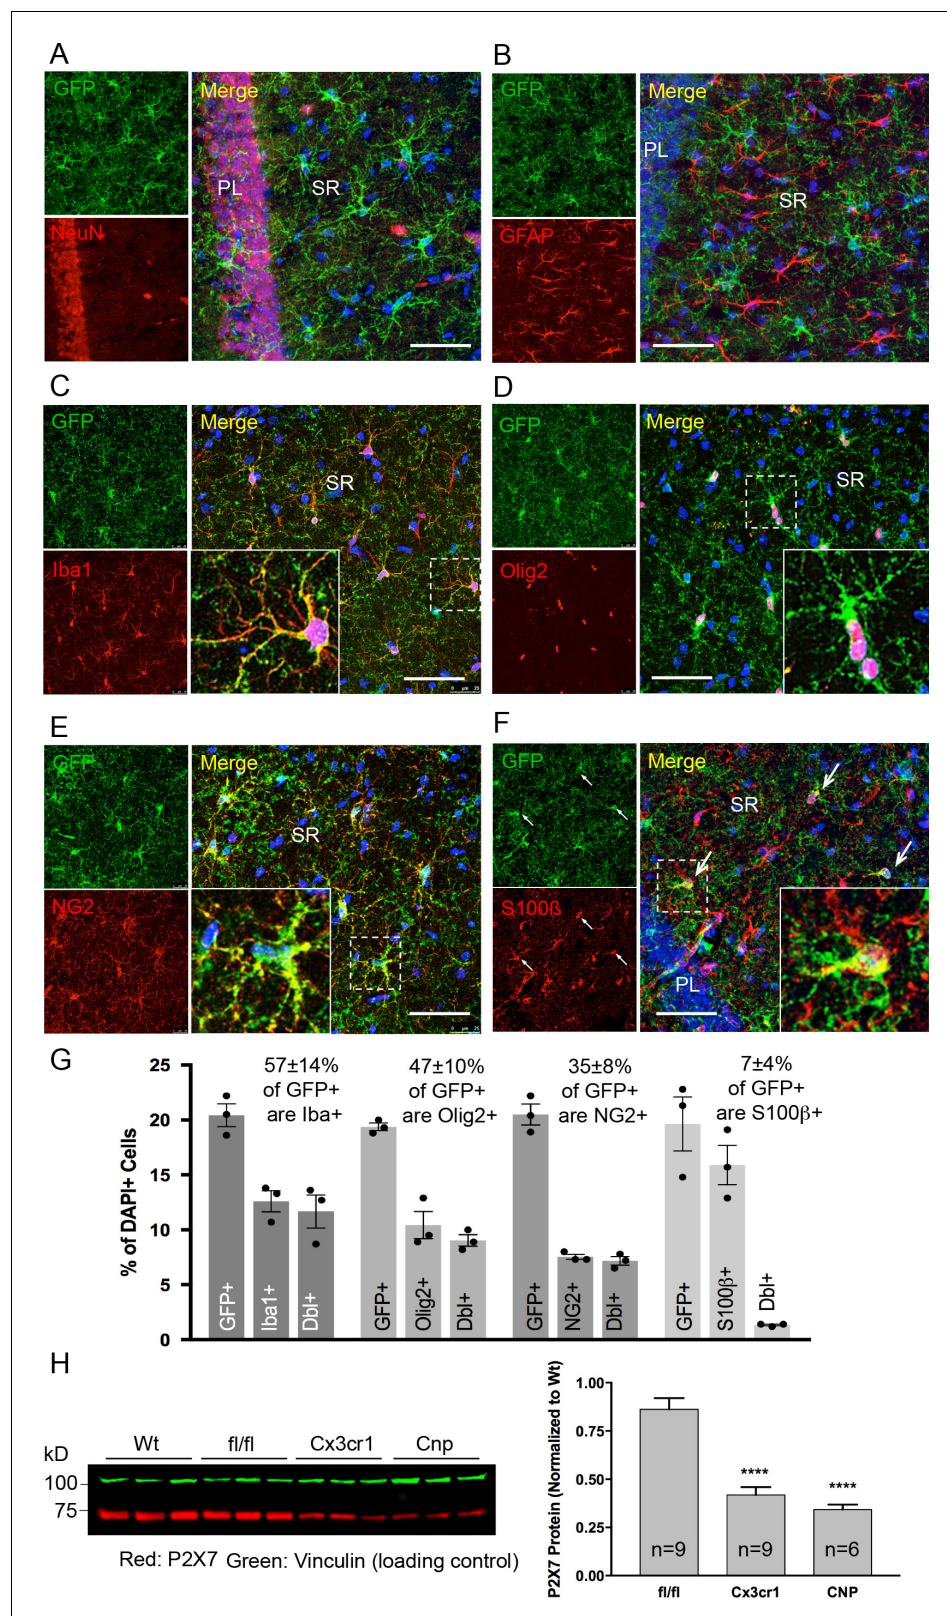 A
GFP
Merge
NeuN
PL
SR
B
GFP
Merge
PL
GFAP
SR
C
GFP
Merge
SR
Iba1
D
GFP
Merge
SR
Olig2
E
GFP
Merge
SR
NG2
F
GFP
Merge
SR
S100ß
PL
G
57±14%
of GFP+
are Iba+
47±10%
of GFP+
are Olig2+
35±8%
of GFP+
are NG2+
7±4%
of GFP+
are S100β+
% of DAPI+ Cells
25
20
15
10
5
0
GFP+
Iba1+
Dbl+
GFP+
Olig2+
Dbl+
GFP+
NG2+
Dbl+
GFP+
S100β+
Dbl+
H
kD
Wt
fl/fl
Cx3cr1
Cnp
100
75
Red: P2X7 Green: Vinculin (loading control)
P2X7 Protein (Normalized to Wt)
1.00
0.75
0.50
0.25
0.00
****
****
n=9
n=9
n=6
fl/fl
Cx3cr1
CNP